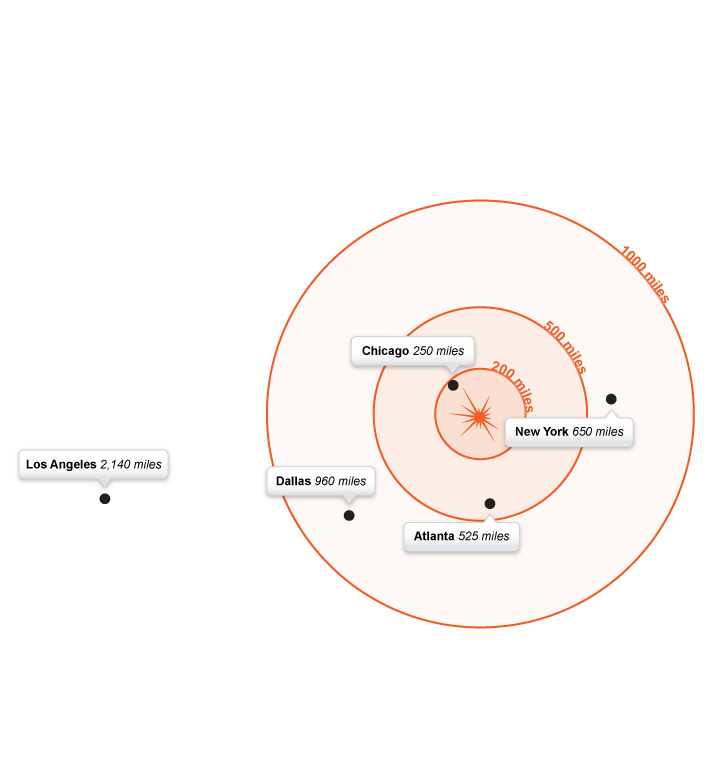 1000 miles
500 miles
Chicago 250 miles
200 miles
New York 650 miles
Los Angeles 2,140 miles
Dallas 960 miles
Atlanta 525 miles